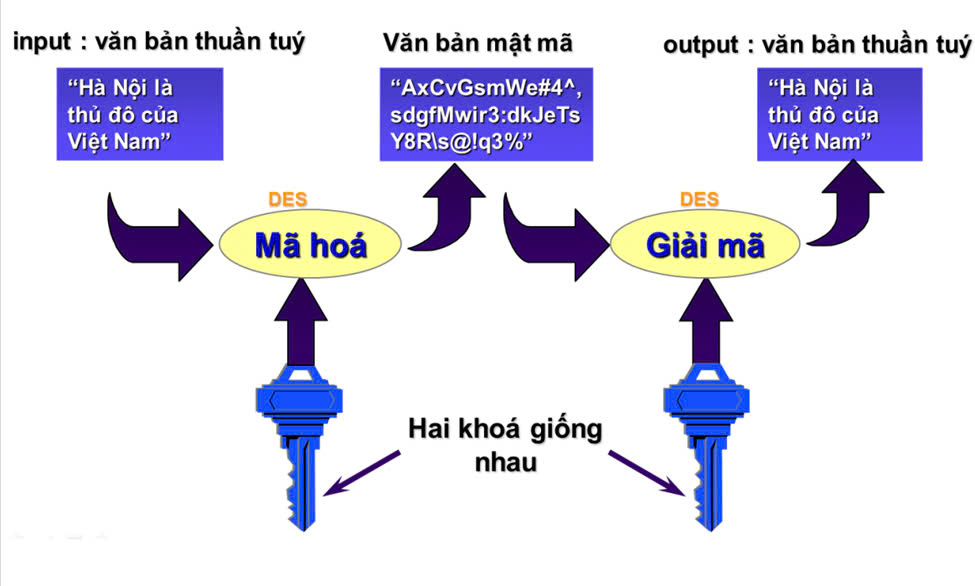 input : văn bản thuần tuý
Văn bản mật mã
output : văn bản thuần tuý
“Hà Nội là
thủ đô của
Việt Nam”
“AxCvGsmWe#4^,
sdgfMwir3:dkJeTs
Y8R\s@!q3%”
“Hà Nội là
thủ đô của
Việt Nam”
DES
Mã hoá
DES
Giải mã
Hai khoá giống
nhau